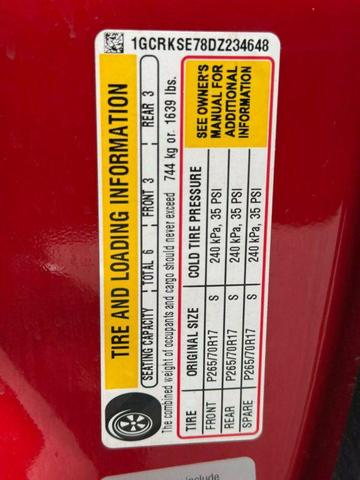 1GCRKSE78DZ234648
TIRE AND LOADING INFORMATION
SEATING CAPACITY TOTAL 6 FRONT 3 REAR 3
The combined weight of occupants and cargo should never exceed 744 kg or 1639 lbs.
TIRE ORIGINAL SIZE COLD TIRE PRESSURE
FRONT P265/70R17 S 240 kPa, 35 PSI
REAR P265/70R17 S 240 kPa, 35 PSI
SPARE P265/70R17 S 240 kPa, 35 PSI
SEE OWNER'S
MANUAL FOR
ADDITIONAL
INFORMATION
include